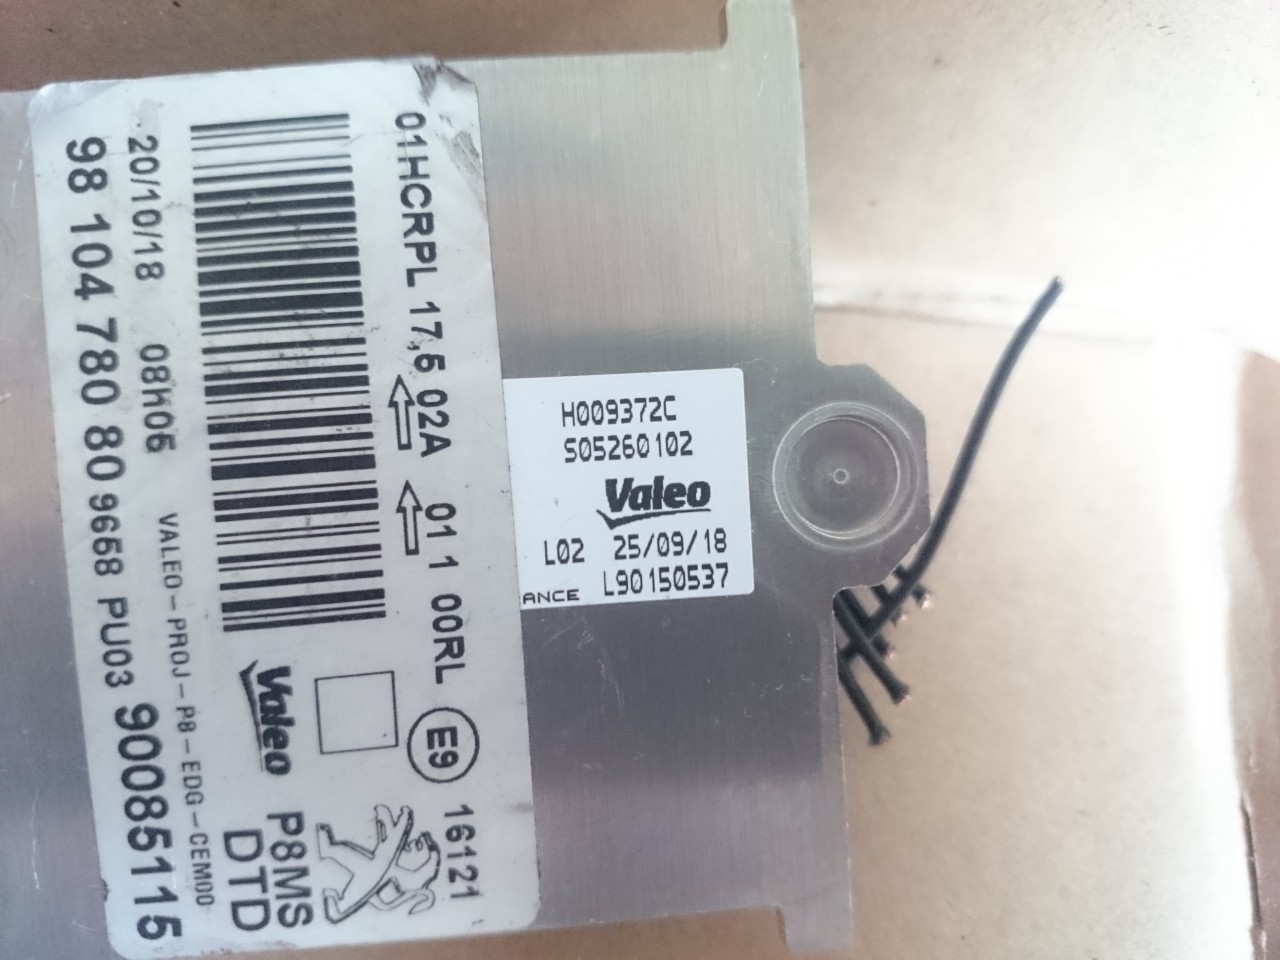 01HCRPL 17,5 02A 01 1 00RL E9 16121
Valeo P8MS
DTD
VALEO-PROJ-P8-EDG-CEM00
20/10/18 08h06
98 104 780 80 9658 PU03 90085115
H009372C
S05260102
Valeo
L02 25/09/18
ANCE L90150537